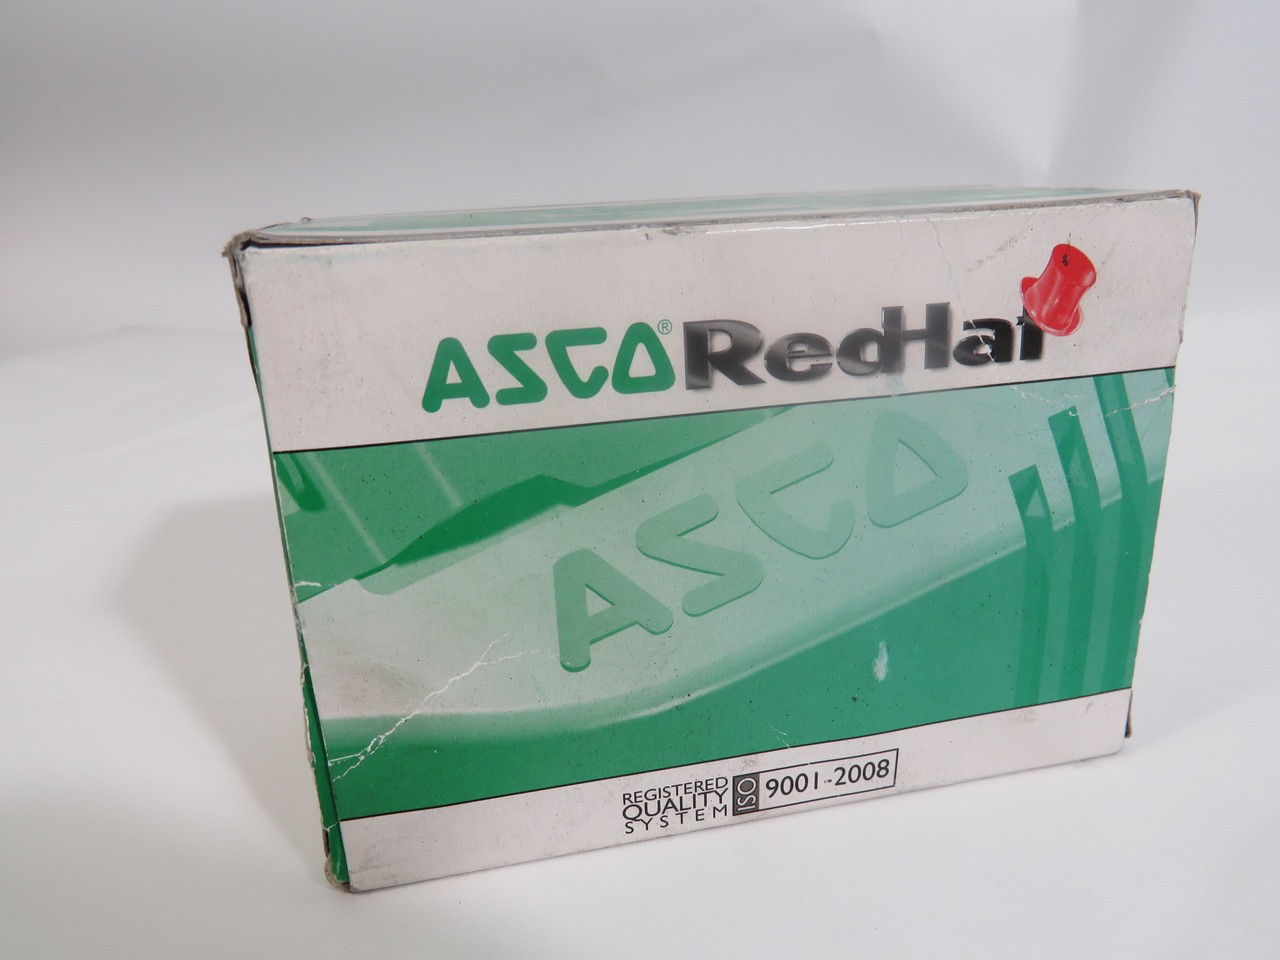 ASCO® RedHat
ASCO
REGISTERED
QUALITY
SYSTEM
ISO 9001-2008